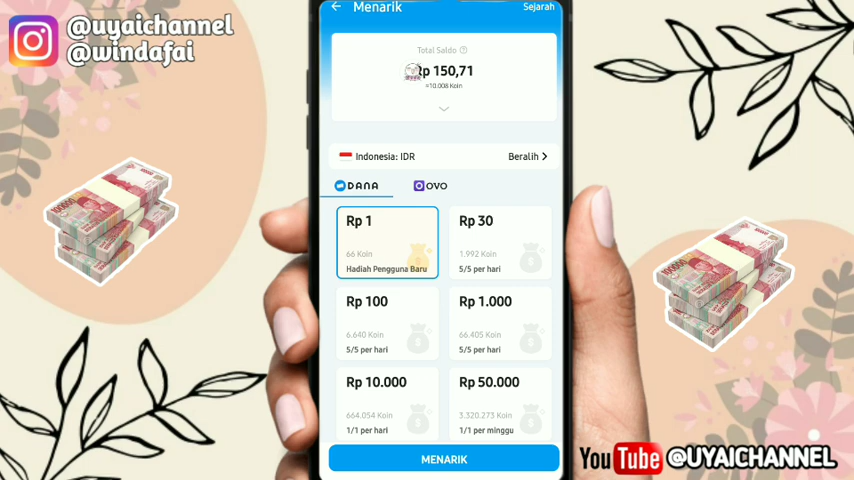 @uyaichannel
@windafai
Menarik
Sejarah
Total Saldo
Rp 150,71
≈10.008 Koin
Indonesia: IDR
Beralih
DANA
OVO
Rp 1
66 Koin
Hadiah Pengguna Baru
Rp 30
1.992 Koin
5/5 per hari
Rp 100
6.640 Koin
5/5 per hari
Rp 1.000
66.405 Koin
5/5 per hari
Rp 10.000
664.054 Koin
1/1 per hari
Rp 50.000
3.320.273 Koin
1/1 per minggu
MENARIK
YouTube @UYAICHANNEL